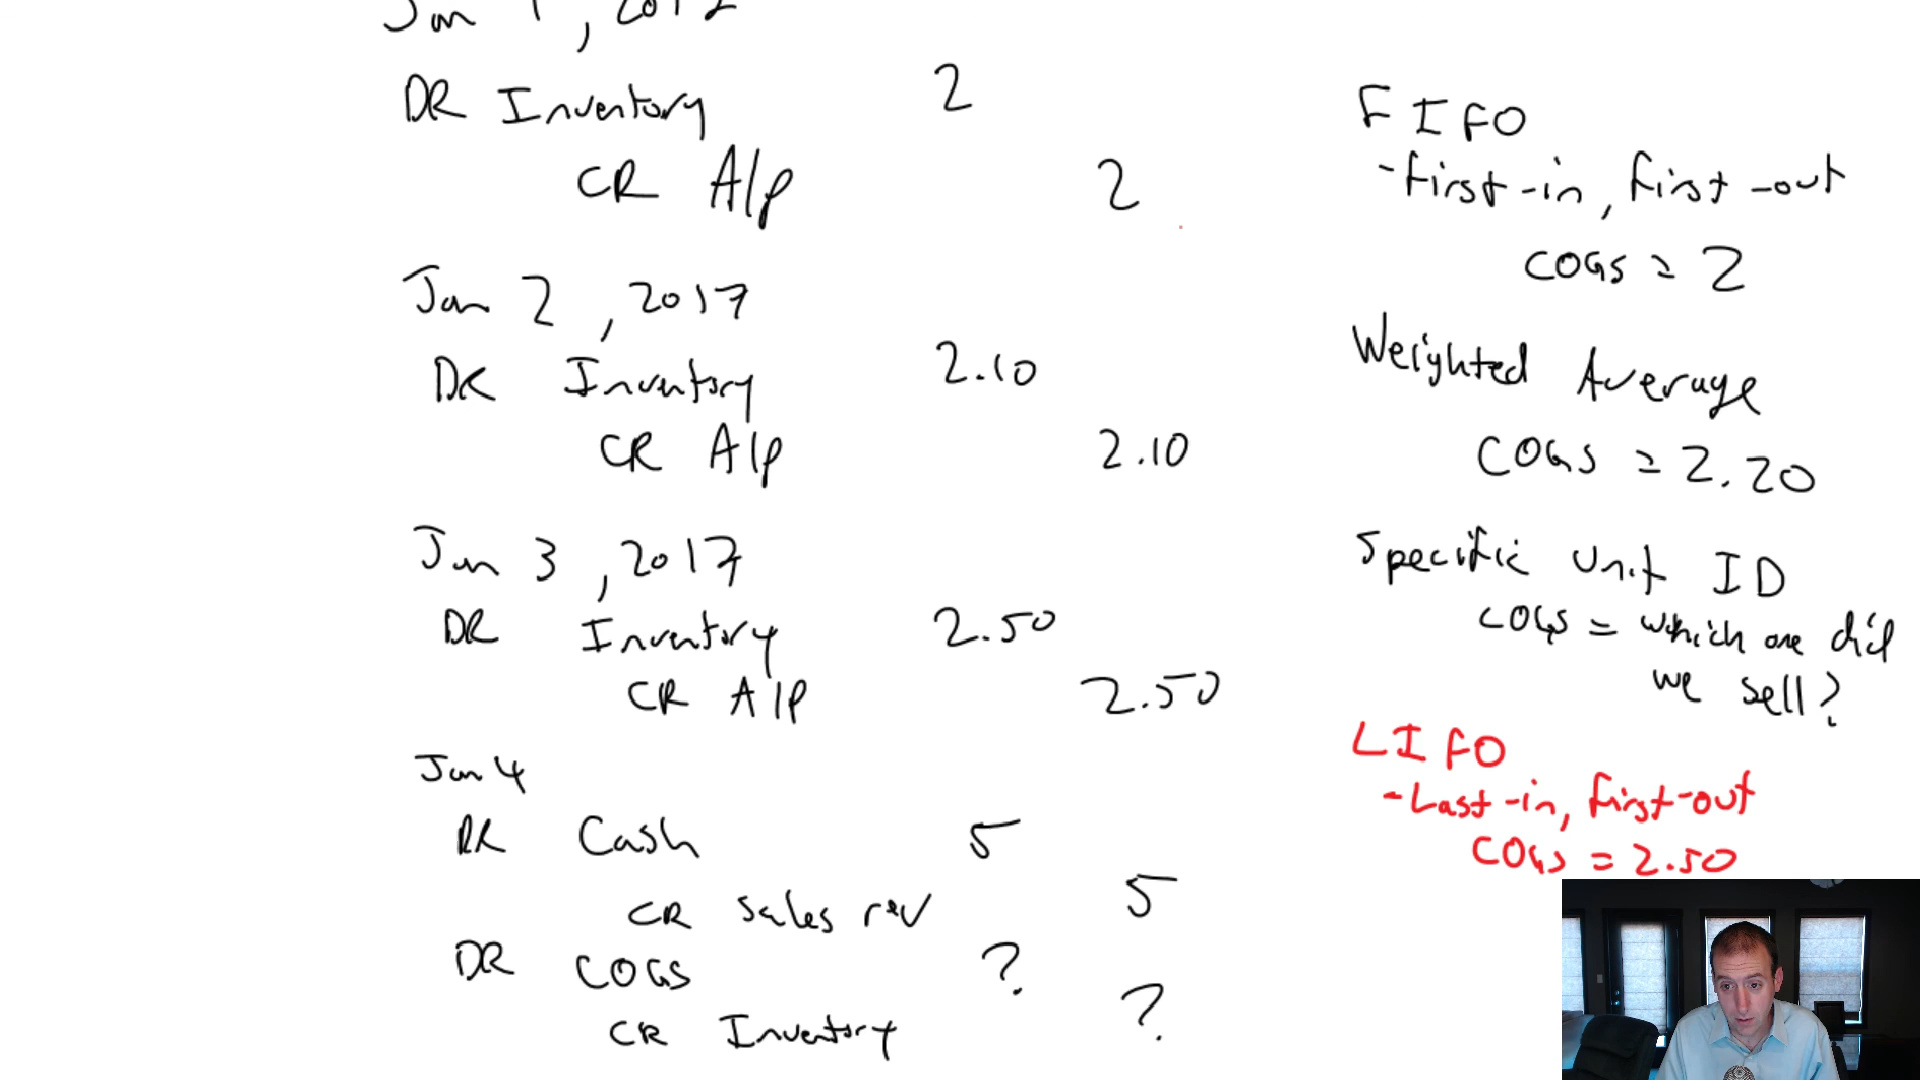 Jan 1, 2017
DR Inventory 2
CR A/p 2
Jan 2, 2017
DR Inventory 2.10
CR A/p 2.10
Jan 3, 2017
DR Inventory 2.50
CR A/p 2.50
Jan 4
DR Cash 5
CR Sales rev 5
DR COGS ?
CR Inventory ?
FIFO
-first-in, first-out
COGS = 2
Weighted Average
COGS = 2.20
Specific Unit ID
COGS = which one did
we sell?
LIFO
-Last-in, first-out
COGS = 2.50